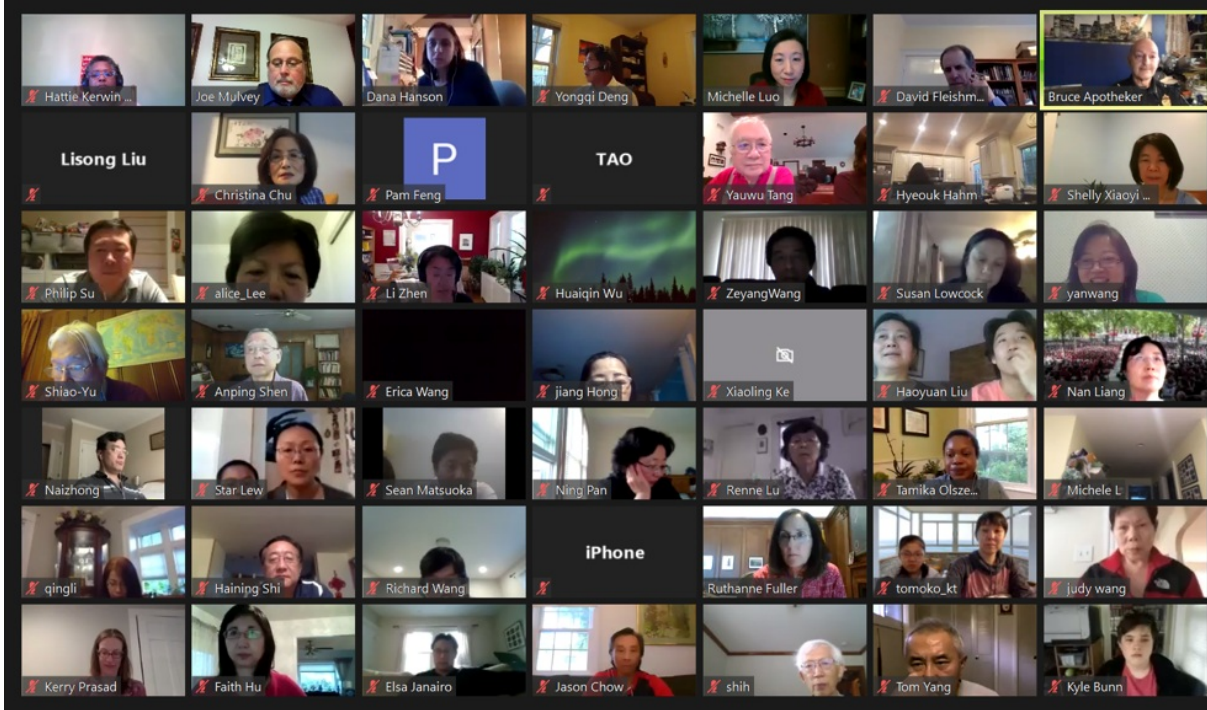 Hattie Kerwin ...
Joe Mulvey
Dana Hanson
Yongqi Deng
Michelle Luo
David Fleishm...
Bruce Apotheker
Lisong Liu
Christina Chu
P
Pam Feng
TAO
Yauwu Tang
Hyeouk Hahm
Shelly Xiaoyi ...
Philip Su
alice_Lee
Li Zhen
Huaiqin Wu
ZeyangWang
Susan Lowcock
yanwang
Shiao-Yu
Anping Shen
Erica Wang
jiang Hong
Xiaoling Ke
Haoyuan Liu
Nan Liang
Naizhong
Star Lew
Sean Matsuoka
Ning Pan
Renne Lu
Tamika Olsze...
Michele L
qingli
Haining Shi
Richard Wang
iPhone
Ruthanne Fuller
tomoko_kt
judy wang
Kerry Prasad
Faith Hu
Elsa Janairo
Jason Chow
shih
Tom Yang
Kyle Bunn